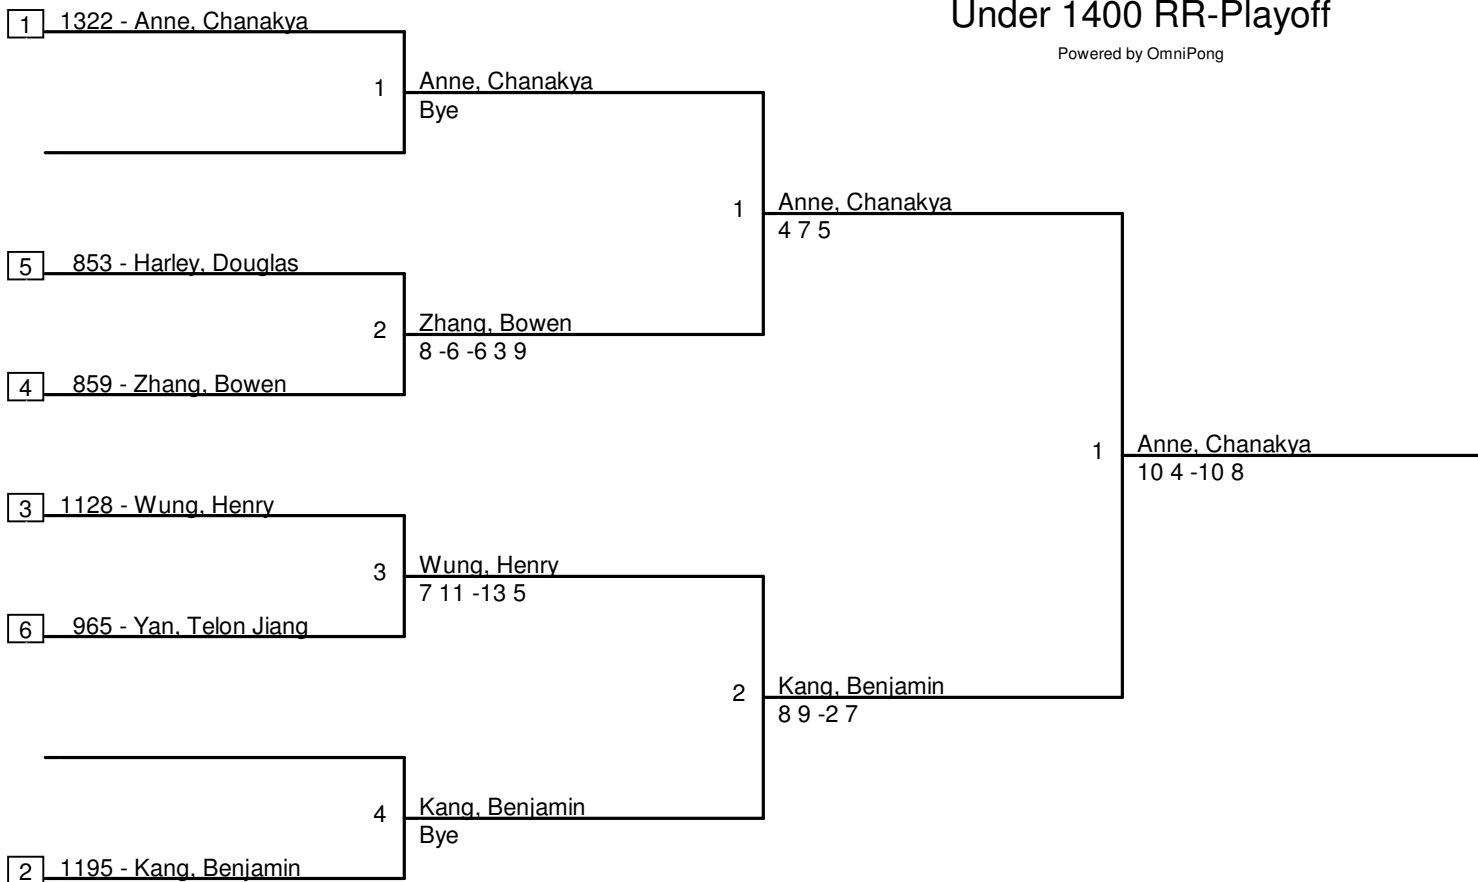 Under 1400 RR-Playoff
Powered by OmniPong
1 1322 - Anne, Chanakya
1 Anne, Chanakya
Bye
1 Anne, Chanakya
4 7 5
5 853 - Harley, Douglas
2 Zhang, Bowen
8 -6 -6 3 9
4 859 - Zhang, Bowen
1 Anne, Chanakya
10 4 -10 8
3 1128 - Wung, Henry
3 Wung, Henry
7 11 -13 5
6 965 - Yan, Telon Jiang
2 Kang, Benjamin
8 9 -2 7
4 Kang, Benjamin
Bye
2 1195 - Kang, Benjamin